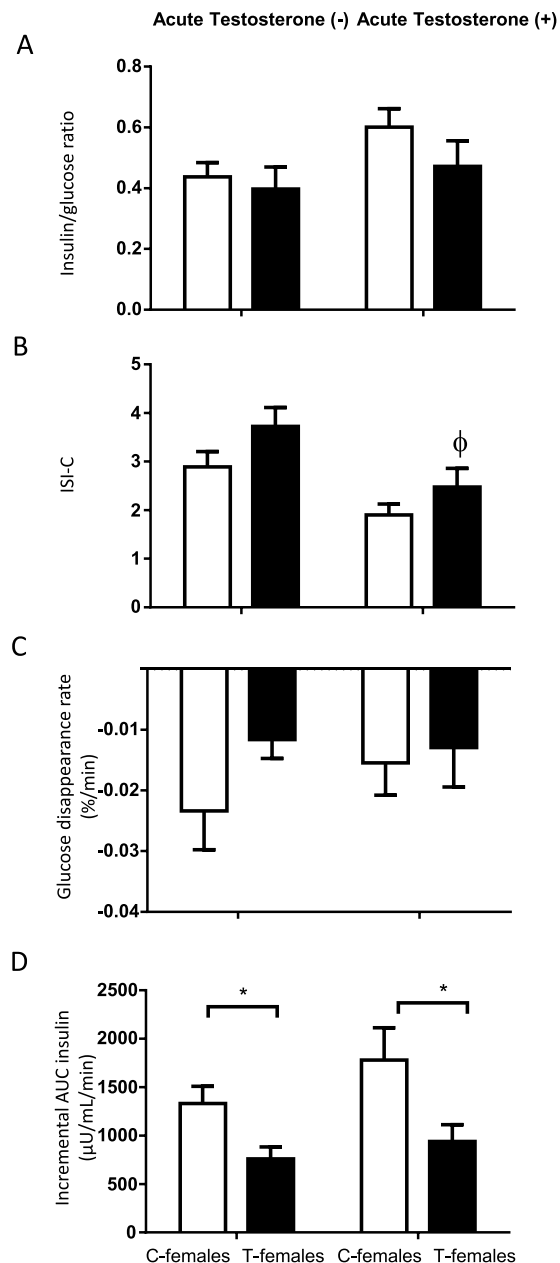 Acute Testosterone (-) Acute Testosterone (+)
A
Insulin/glucose ratio
0.8
0.6
0.4
0.2
0.0
B
ISI-C
5
4
3
2
1
0
ϕ
C
Glucose disappearance rate
(%/min)
-0.01
-0.02
-0.03
-0.04
D
Incremental AUC insulin
(µU/mL/min)
2500
2000
1500
1000
500
0
* *
C-females T-females C-females T-females